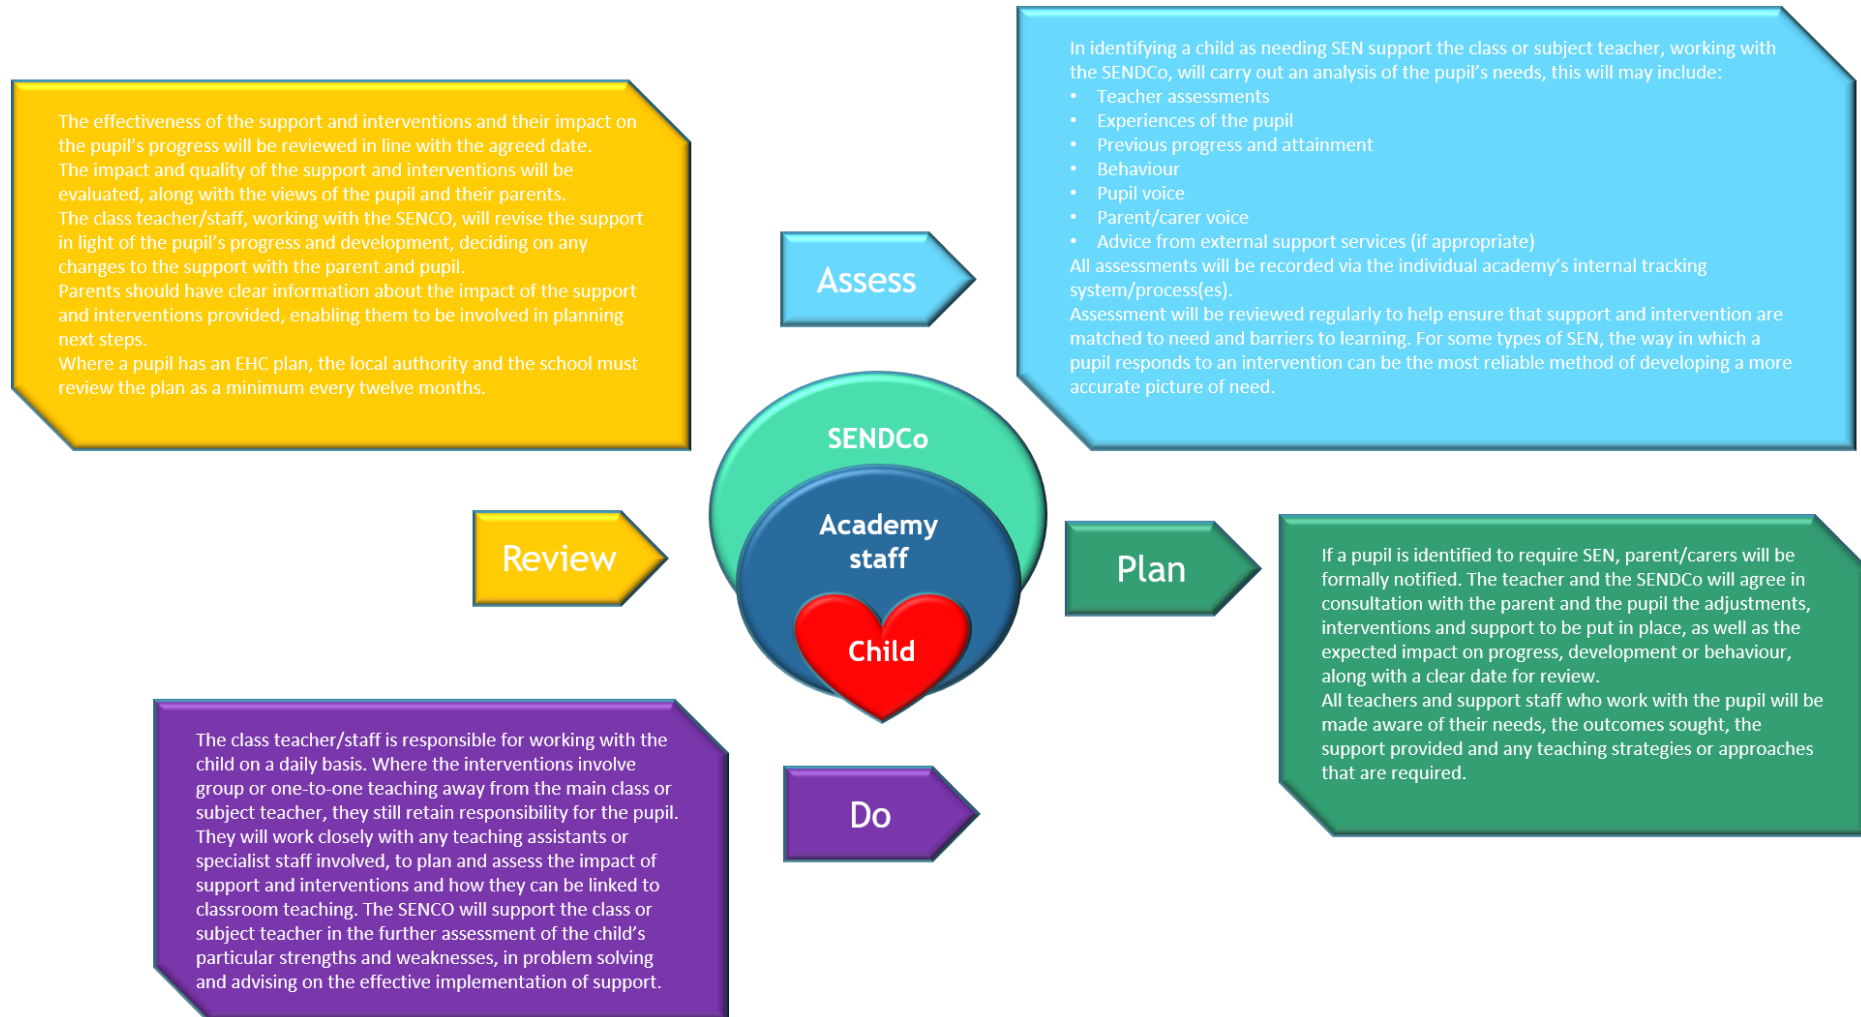 In identifying a child as needing SEN support the class or subject teacher, working with
the SENDCo, will carry out an analysis of the pupil’s needs, this will may include:
• Teacher assessments
• Experiences of the pupil
• Previous progress and attainment
• Behaviour
• Pupil voice
• Parent/carer voice
• Advice from external support services (if appropriate)
All assessments will be recorded via the individual academy’s internal tracking
system/process(es).
Assessment will be reviewed regularly to help ensure that support and intervention are
matched to need and barriers to learning. For some types of SEN, the way in which a
pupil responds to an intervention can be the most reliable method of developing a more
accurate picture of need.
The effectiveness of the support and interventions and their impact on
the pupil’s progress will be reviewed in line with the agreed date.
The impact and quality of the support and interventions will be
evaluated, along with the views of the pupil and their parents.
The class teacher/staff, working with the SENCO, will revise the support
in light of the pupil’s progress and development, deciding on any
changes to the support with the parent and pupil.
Parents should have clear information about the impact of the support
and interventions provided, enabling them to be involved in planning
next steps.
Where a pupil has an EHC plan, the local authority and the school must
review the plan as a minimum every twelve months.
Assess
SENDCo
Academy
staff
Child
Review
Plan
If a pupil is identified to require SEN, parent/carers will be
formally notified. The teacher and the SENDCo will agree in
consultation with the parent and the pupil the adjustments,
interventions and support to be put in place, as well as the
expected impact on progress, development or behaviour,
along with a clear date for review.
All teachers and support staff who work with the pupil will be
made aware of their needs, the outcomes sought, the
support provided and any teaching strategies or approaches
that are required.
The class teacher/staff is responsible for working with the
child on a daily basis. Where the interventions involve
group or one-to-one teaching away from the main class or
subject teacher, they still retain responsibility for the pupil.
They will work closely with any teaching assistants or
specialist staff involved, to plan and assess the impact of
support and interventions and how they can be linked to
classroom teaching. The SENCO will support the class or
subject teacher in the further assessment of the child’s
particular strengths and weaknesses, in problem solving
and advising on the effective implementation of support.
Do